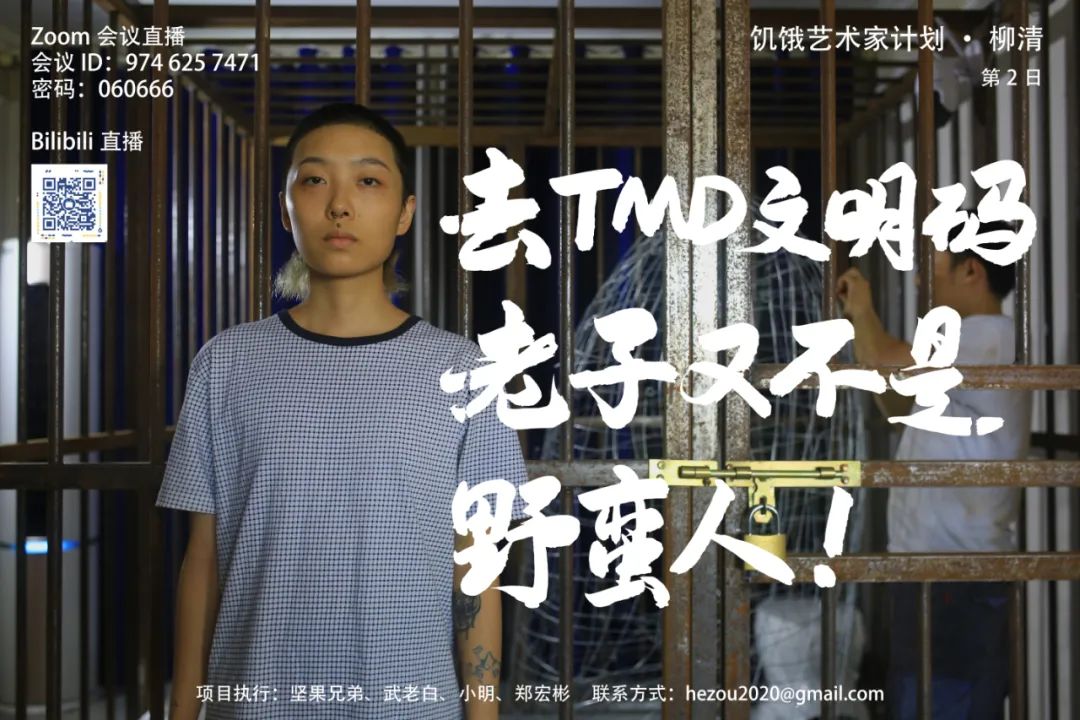 Zoom 会议直播
会议 ID：974 625 7471
密码：060666
Bilibili 直播
饥饿艺术家计划 · 柳清
第 2 日
去TMD文明码
老子又不是
野蛮人！
项目执行：坚果兄弟、武老白、小明、郑宏彬 联系方式：hezou2020@gmail.com